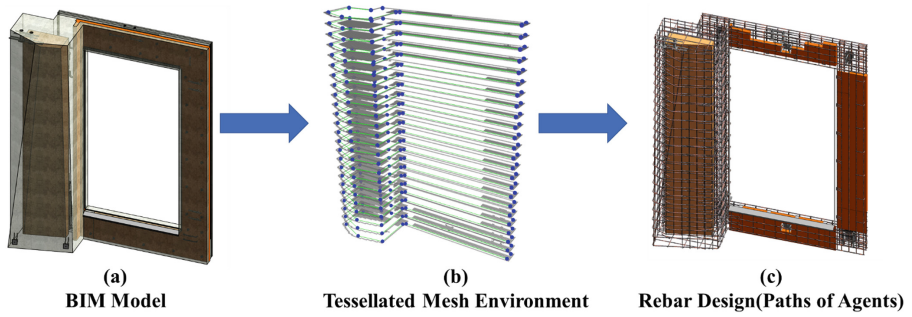 (a)
BIM Model
(b)
Tessellated Mesh Environment
(c)
Rebar Design(Paths of Agents)